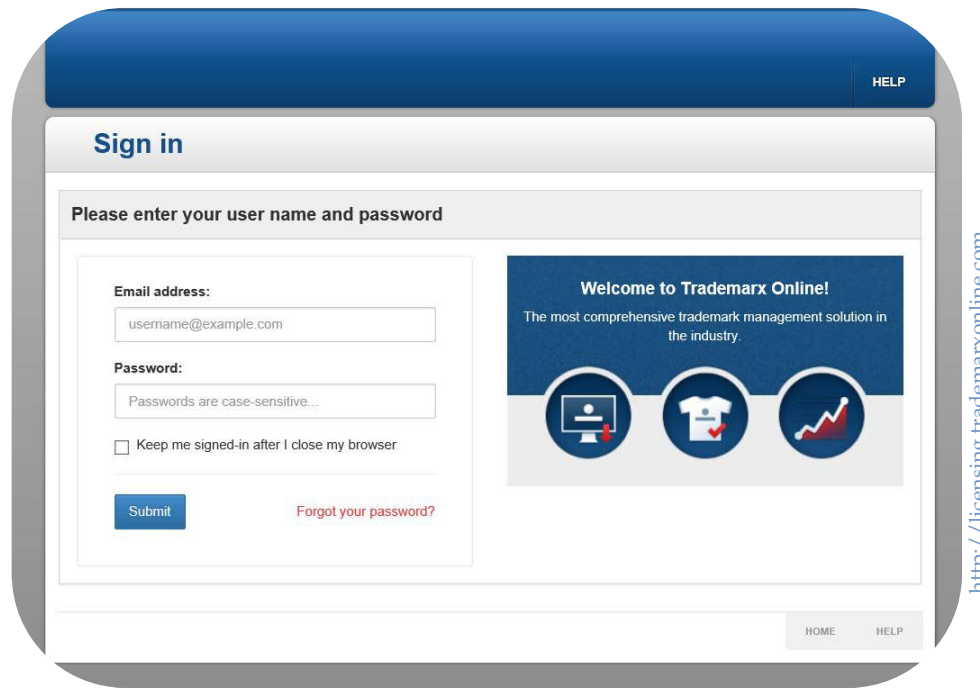 HELP
Sign in
Please enter your user name and password
Email address:
username@example.com
Password:
Passwords are case-sensitive...
Keep me signed-in after I close my browser
Submit
Forgot your password?
Welcome to Trademarx Online!
The most comprehensive trademark management solution in
the industry.
HOME
HELP
http://licensing.trademarxonline.com